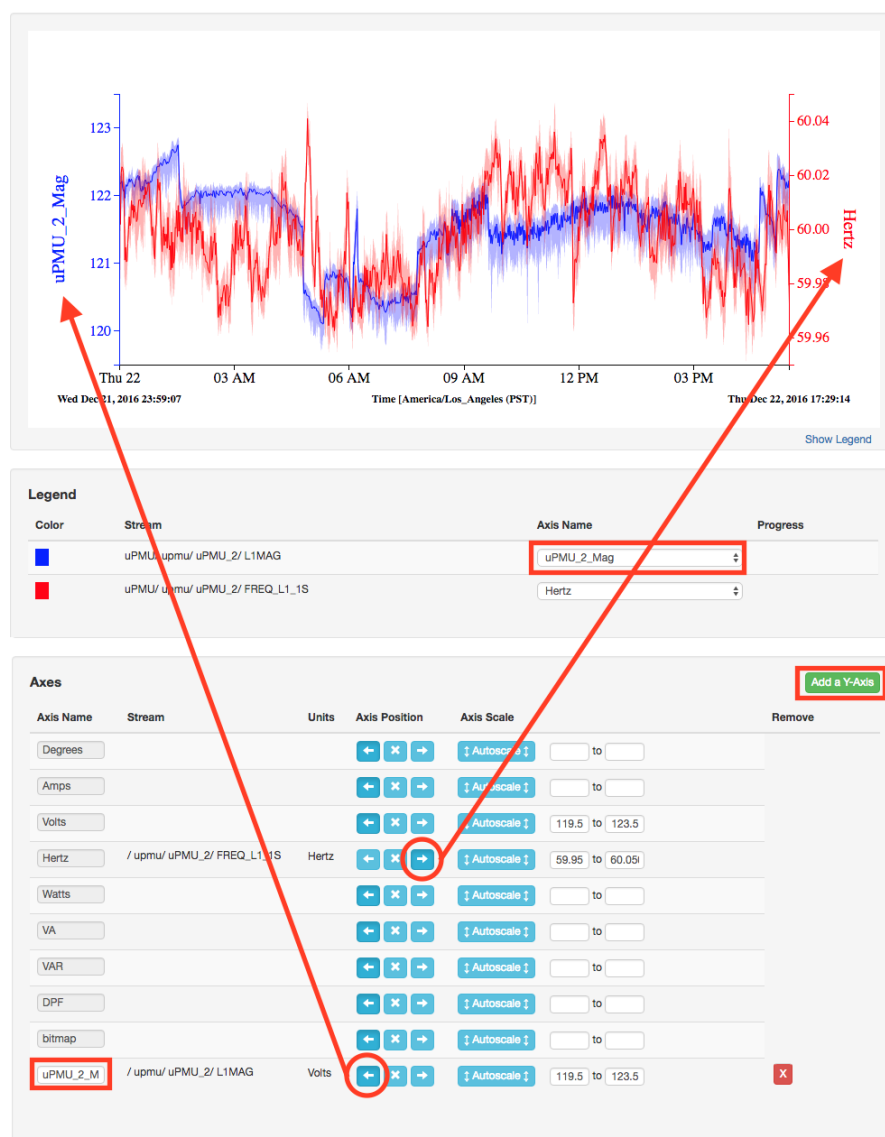 123
122
121
120
uPMU_2_Mag
60.04
60.02
60.00
59.98
59.96
Hertz
Thu 22 03 AM 06 AM 09 AM 12 PM 03 PM
Wed Dec 21, 2016 23:59:07 Time [America/Los_Angeles (PST)] Thu Dec 22, 2016 17:29:14
Show Legend
Legend
Color Stream Axis Name Progress
uPMU/ upmu/ uPMU_2/ L1MAG uPMU_2_Mag
uPMU/ upmu/ uPMU_2/ FREQ_L1_1S Hertz
Axes Add a Y-Axis
Axis Name Stream Units Axis Position Axis Scale Remove
Degrees Autoscale to
Amps Autoscale to
Volts Autoscale 119.5 to 123.5
Hertz / upmu/ uPMU_2/ FREQ_L1_1S Hertz Autoscale 59.95 to 60.050
Watts Autoscale to
VA Autoscale to
VAR Autoscale to
DPF Autoscale to
bitmap Autoscale to
uPMU_2_M / upmu/ uPMU_2/ L1MAG Volts Autoscale 119.5 to 123.5 X